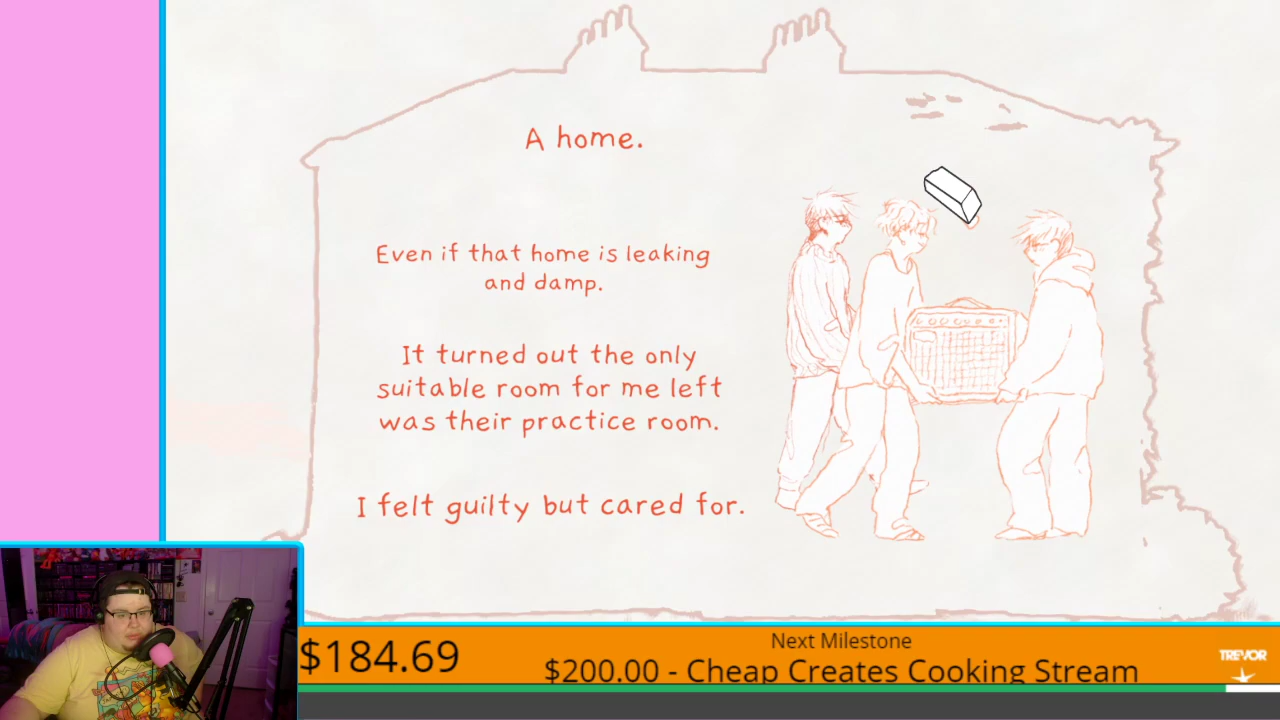 A home.
Even if that home is leaking
and damp.
It turned out the only
suitable room for me left
was their practice room.
I felt guilty but cared for.
$184.69
Next Milestone
$200.00 - Cheap Creates Cooking Stream
TREVOR